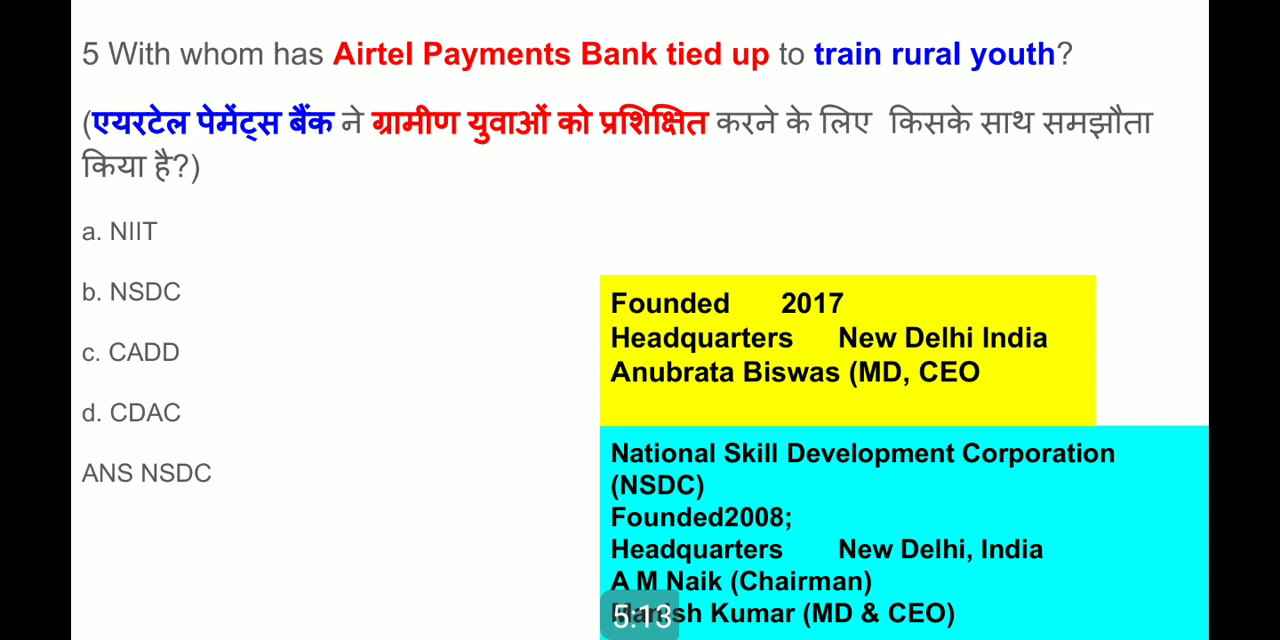 5 With whom has Airtel Payments Bank tied up to train rural youth?
(एयरटेल पेमेंट्स बैंक ने ग्रामीण युवाओं को प्रशिक्षित करने के लिए किसके साथ समझौता
किया है?)
a. NIIT
b. NSDC
c. CADD
d. CDAC
ANS NSDC
Founded 2017
Headquarters New Delhi India
Anubrata Biswas (MD, CEO
National Skill Development Corporation
(NSDC)
Founded2008;
Headquarters New Delhi, India
A M Naik (Chairman)
Kumar (MD & CEO)
5:13